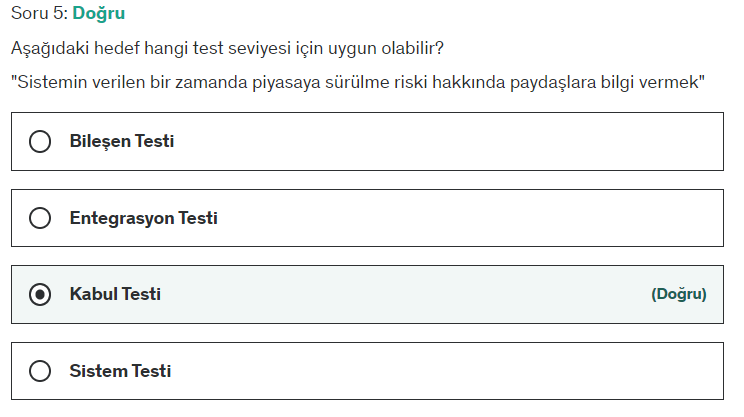 Soru 5: Doğru
Aşağıdaki hedef hangi test seviyesi için uygun olabilir?
"Sistemin verilen bir zamanda piyasaya sürülme riski hakkında paydaşlara bilgi vermek"
Bileşen Testi
Entegrasyon Testi
Kabul Testi (Doğru)
Sistem Testi